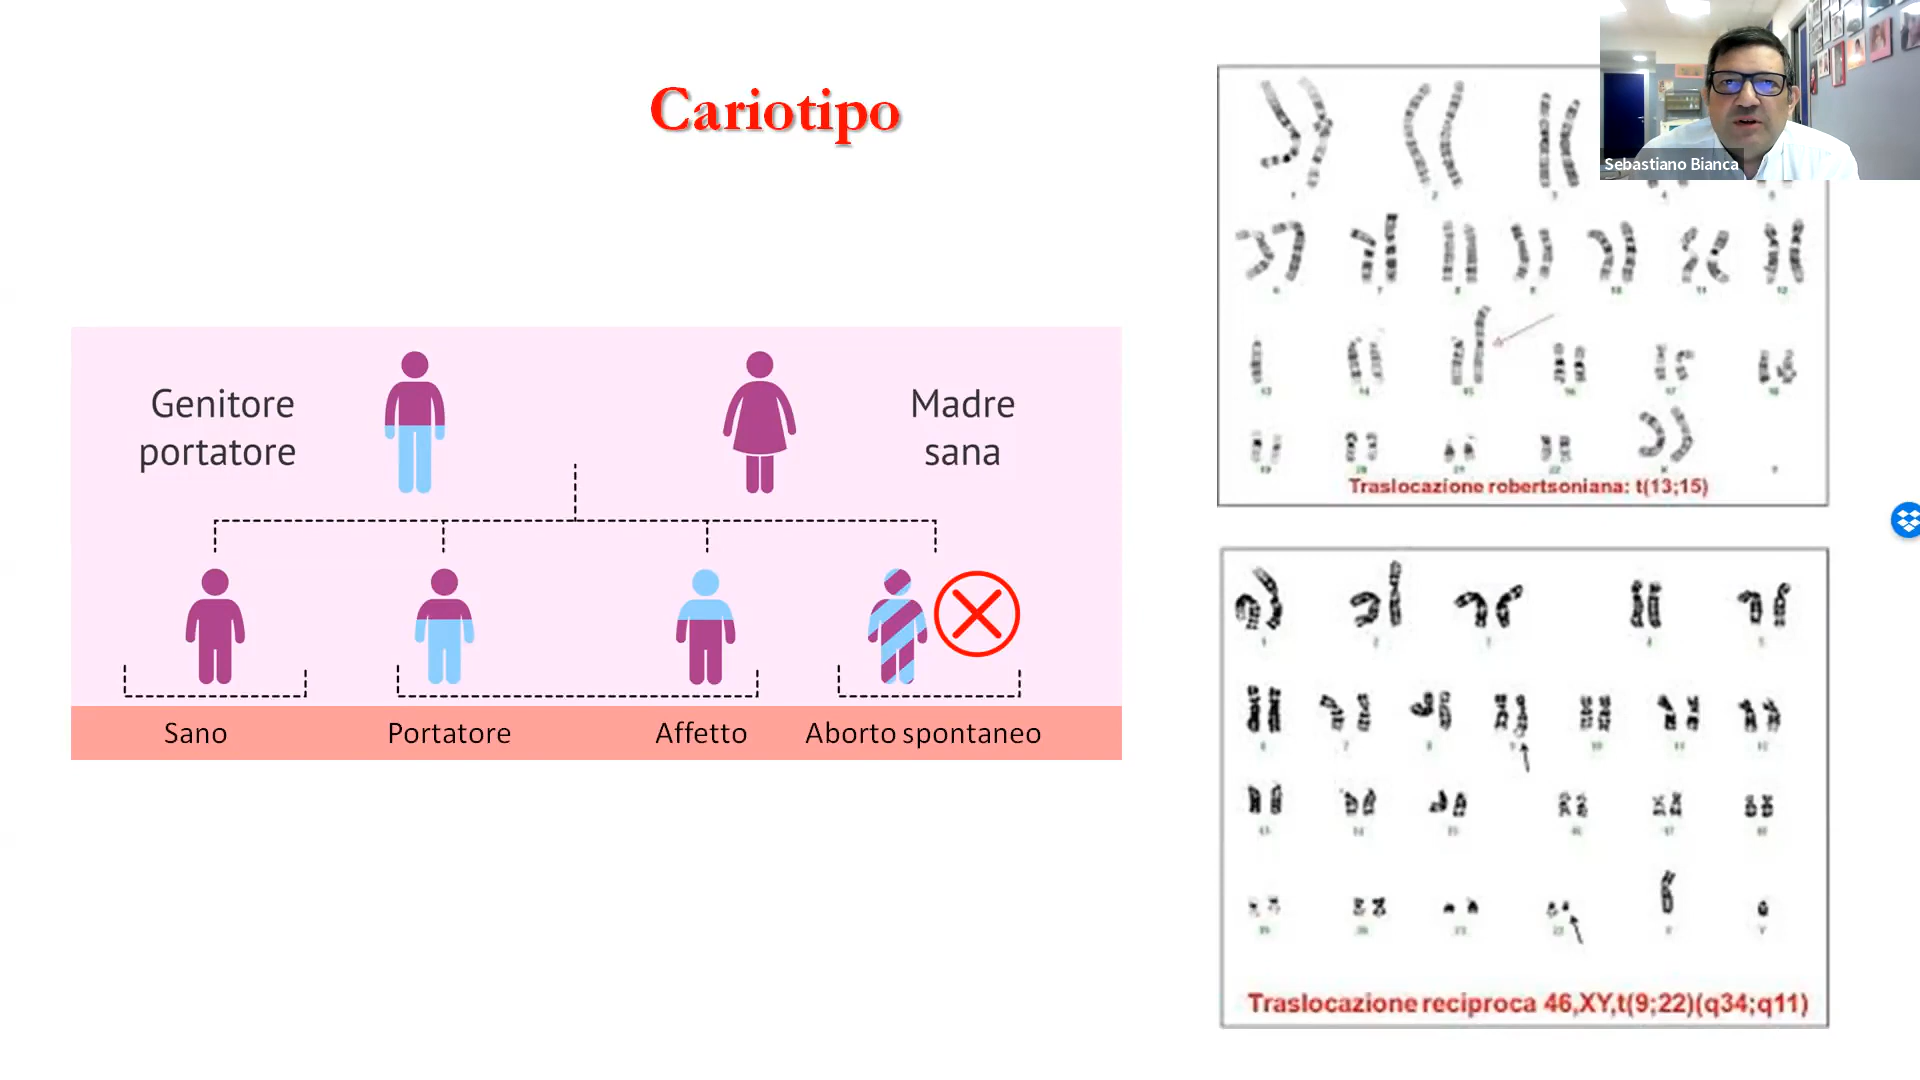 Cariotipo
Sebastiano Bianca
Genitore
portatore
Madre
sana
Sano
Portatore
Affetto
Aborto spontaneo
Traslocazione robertsoniana: t(13;15)
Traslocazione reciproca 46,XY,t(9;22)(q34;q11)